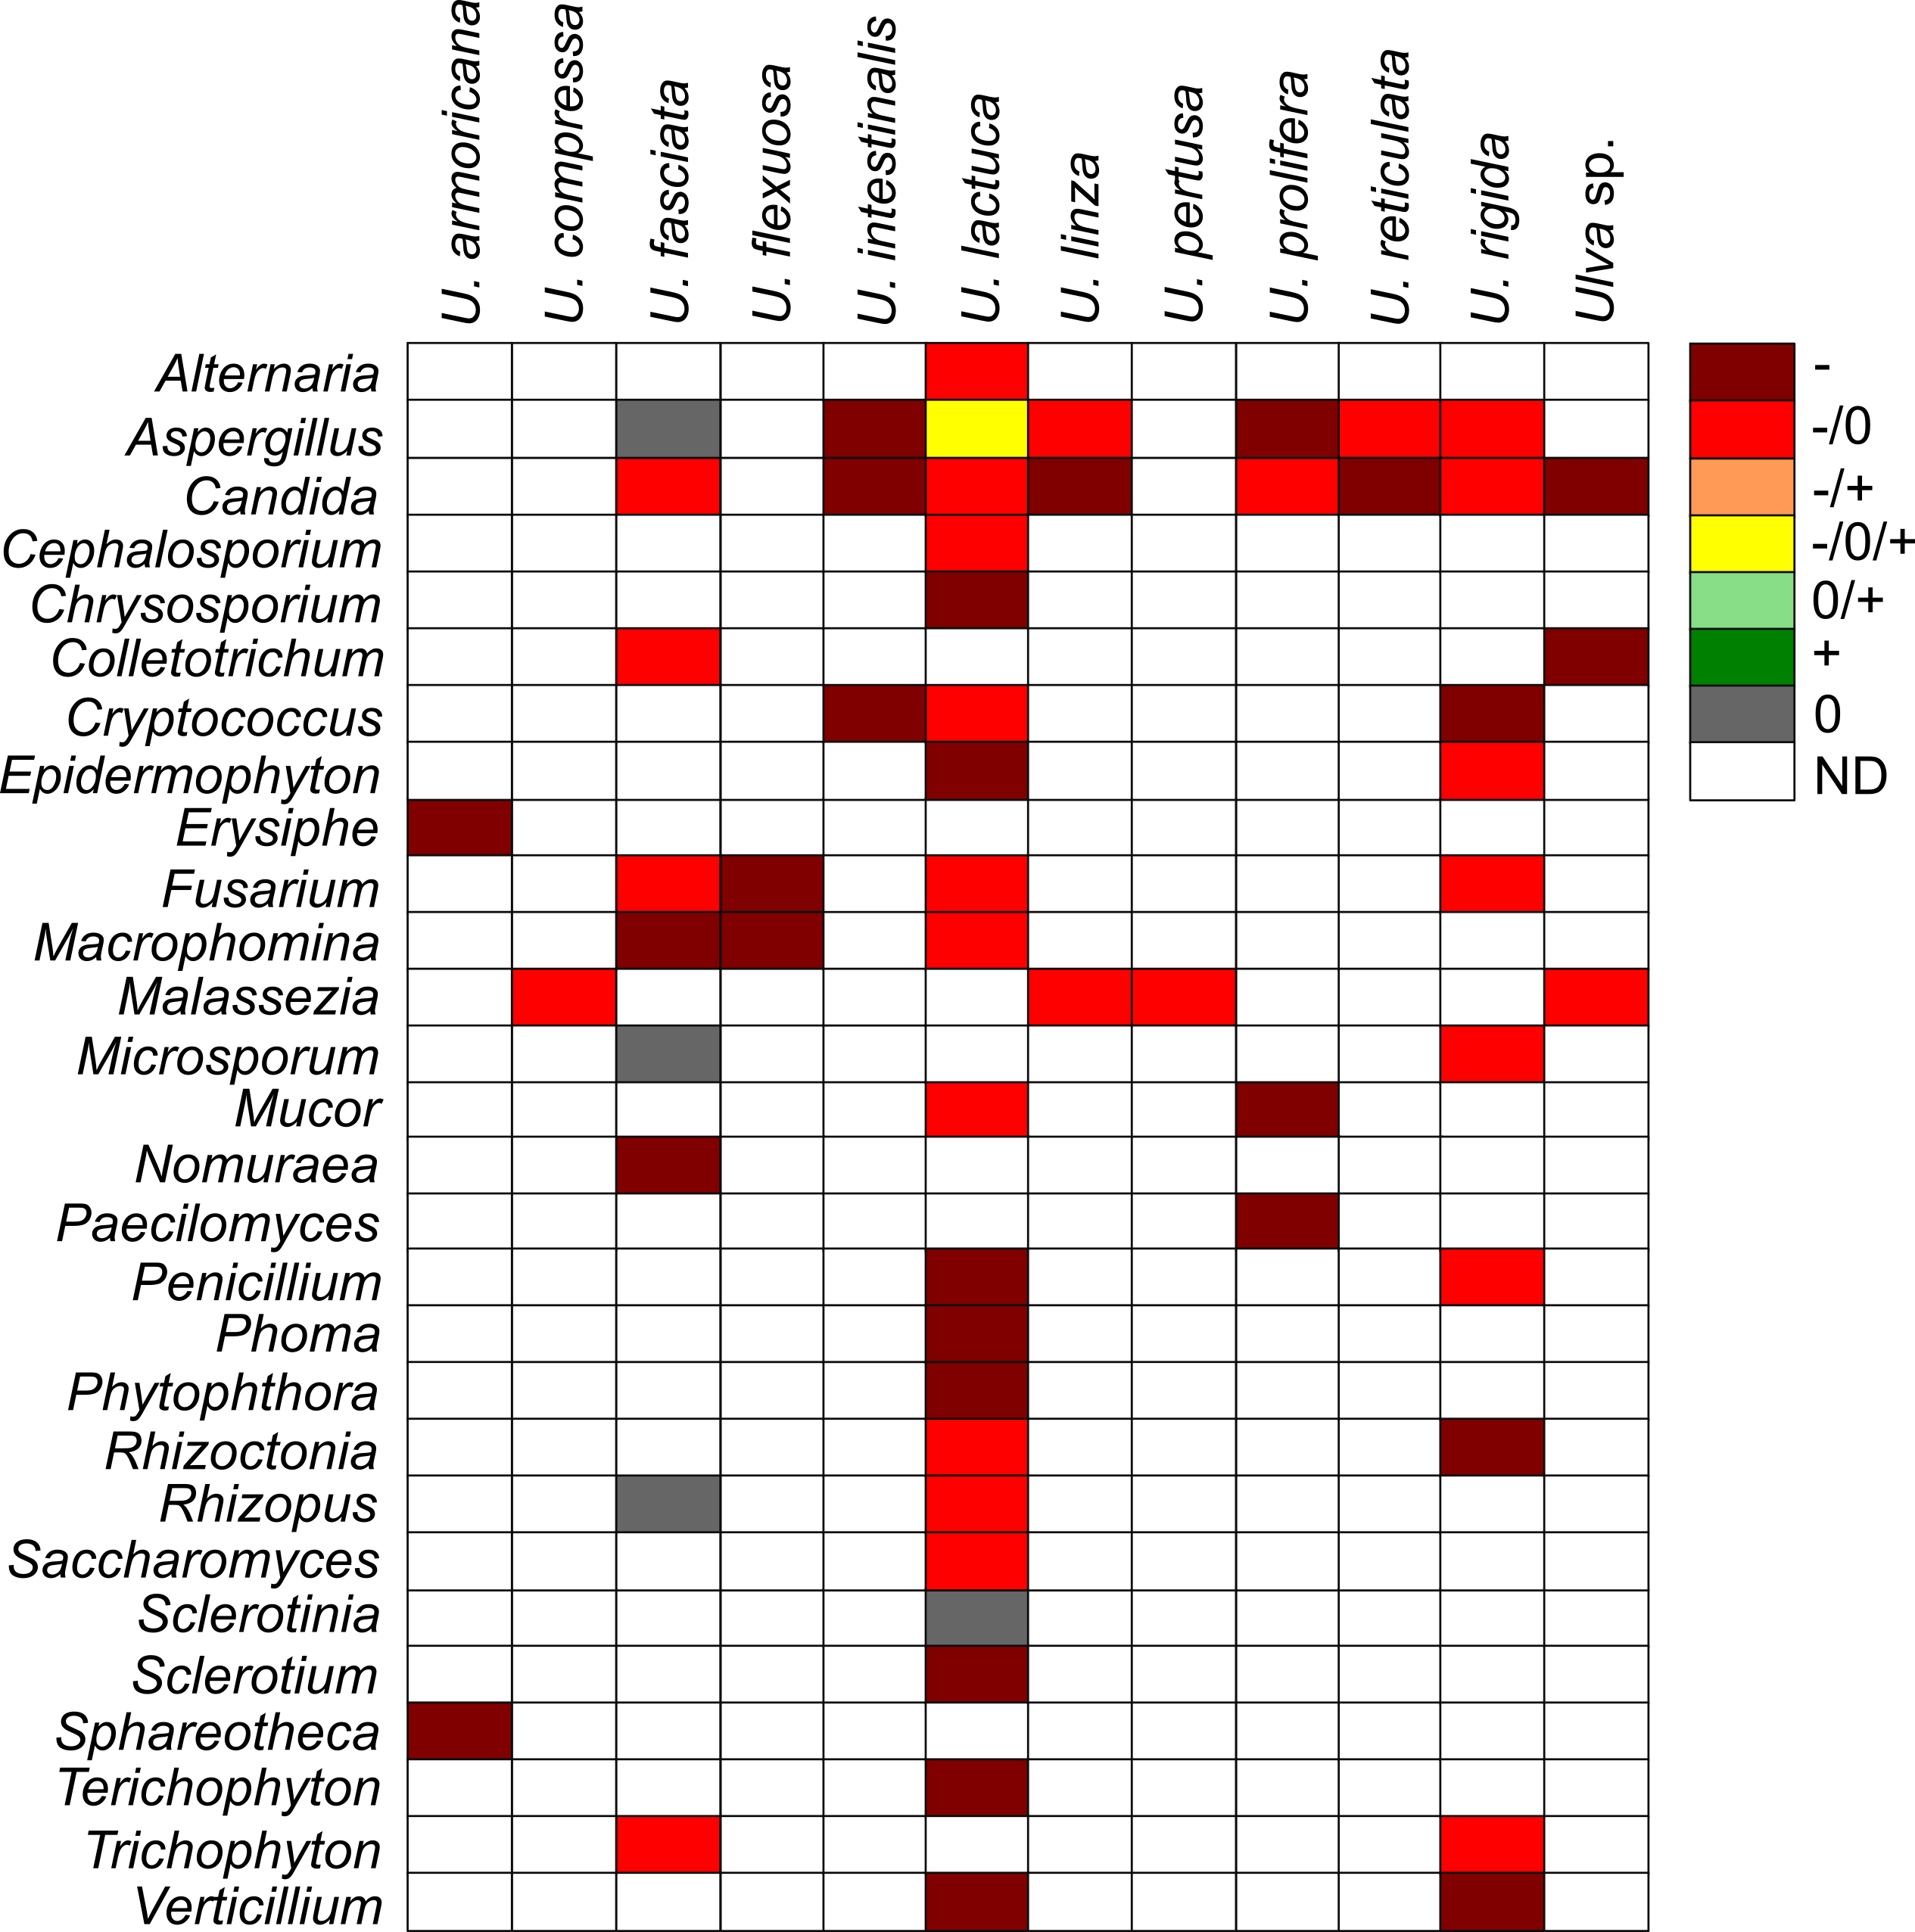 U. armoricana
U. compressa
U. fasciata
U. flexuosa
U. intestinalis
U. lactuca
U. linza
U. pertusa
U. prolifera
U. reticulata
U. rigida
Ulva sp.
Alternaria
Aspergillus
Candida
Cephalosporium
Chrysosporium
Colletotrichum
Cryptococcus
Epidermophyton
Erysiphe
Fusarium
Macrophomina
Malassezia
Microsporum
Mucor
Nomuraea
Paecilomyces
Penicillium
Phoma
Phytophthora
Rhizoctonia
Rhizopus
Saccharomyces
Sclerotinia
Sclerotium
Sphareotheca
Terichophyton
Trichophyton
Verticillium
-
-/0
-/+
-/0/+
0/+
+
0
ND